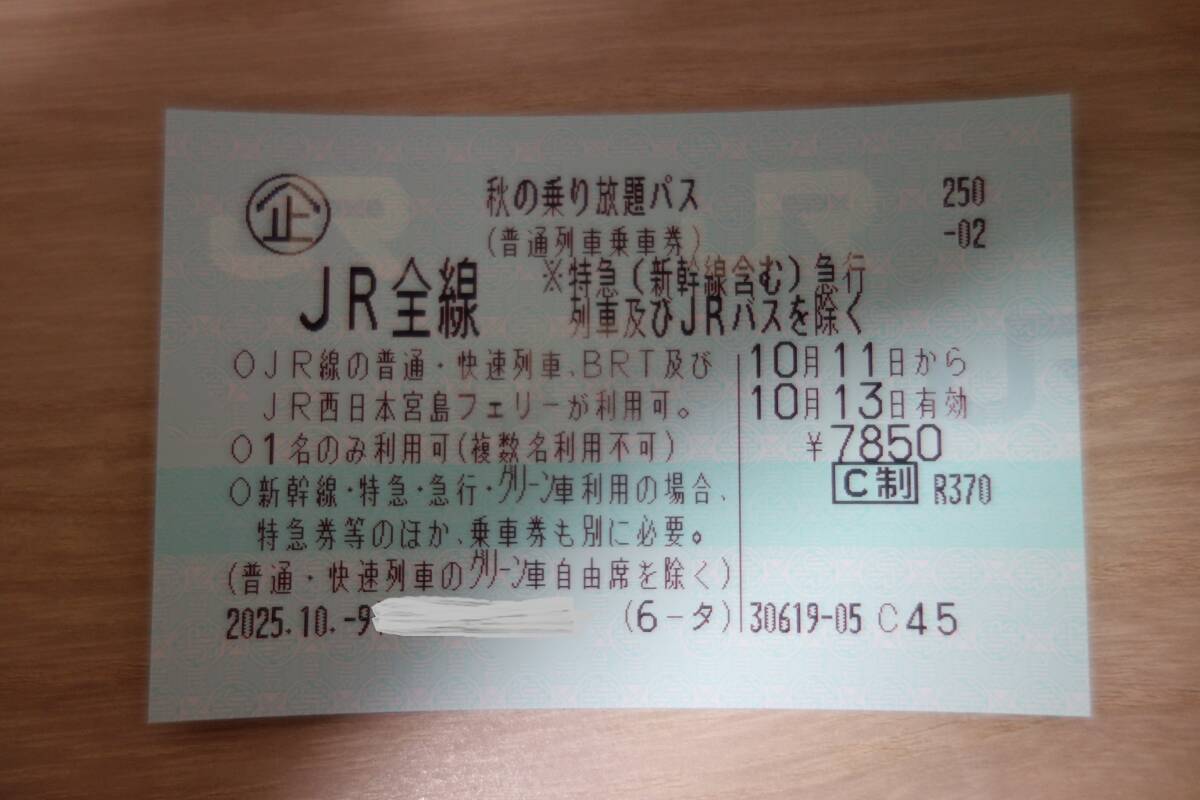 企 秋の乗り放題パス 250
(普通列車乗車券) -02
JR全線 ※特急(新幹線含む)急行
列車及びJRバスを除く
○JR線の普通・快速列車、BRT及び 10月11日から
JR西日本宮島フェリーが利用可。 10月13日有効
○1名のみ利用可(複数名利用不可) ¥7850
○新幹線・特急・急行・グリーン車利用の場合、 C制 R370
特急券等のほか、乗車券も別に必要。
(普通・快速列車のグリーン車自由席を除く)
2025.10.-9 (6-タ) 30619-05 C45